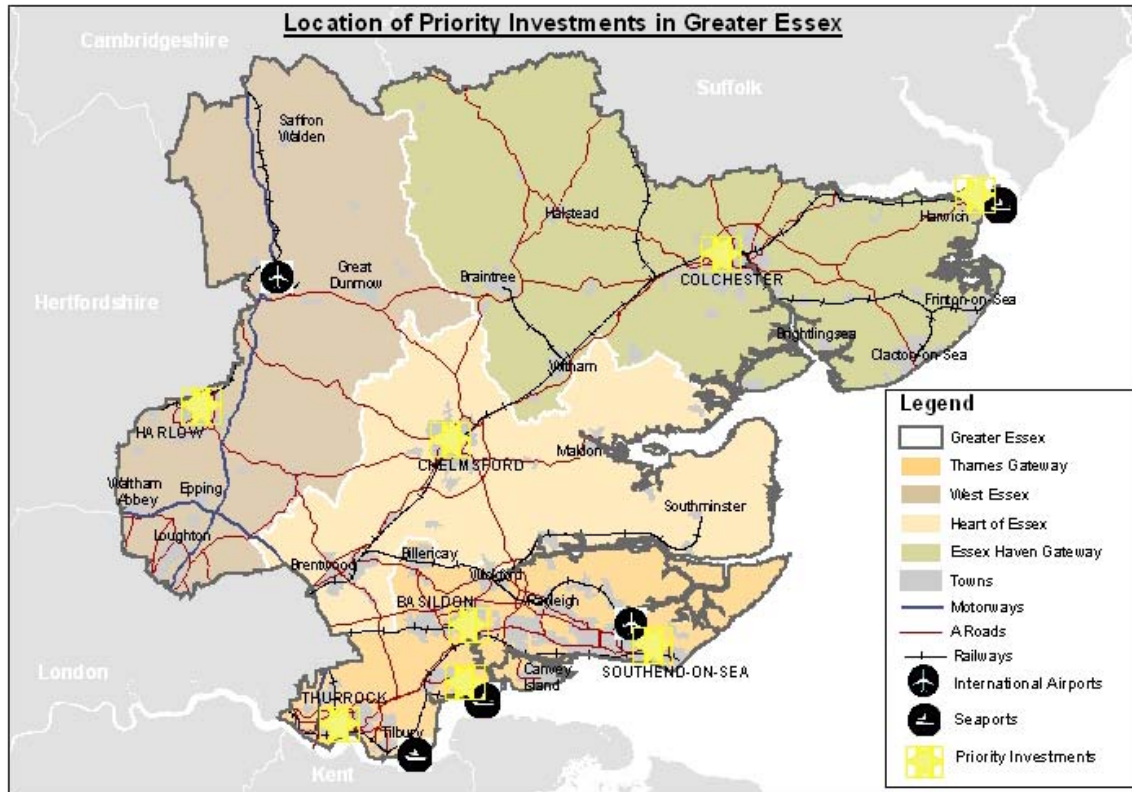 Location of Priority Investments in Greater Essex
Cambridgeshire
Suffolk
Saffron
Walden
Halstead
Harwich
Great
Dunmow
Braintree
COLCHESTER
Hertfordshire
Frinton-on-Sea
Brightlingsea
Clacton-on-Sea
Witham
HARLOW
CHELMSFORD
Maldon
Waltham
Abbey
Epping
Southminster
Loughton
Brentwood
Billericay
Wickford
BASILDON
Rayleigh
London
SOUTHEND-ON-SEA
Canvey
Island
THURROCK
Tilbury
Kent
Legend
Greater Essex
Thames Gateway
West Essex
Heart of Essex
Essex Haven Gateway
Towns
Motorways
A Roads
Railways
International Airports
Seaports
Priority Investments